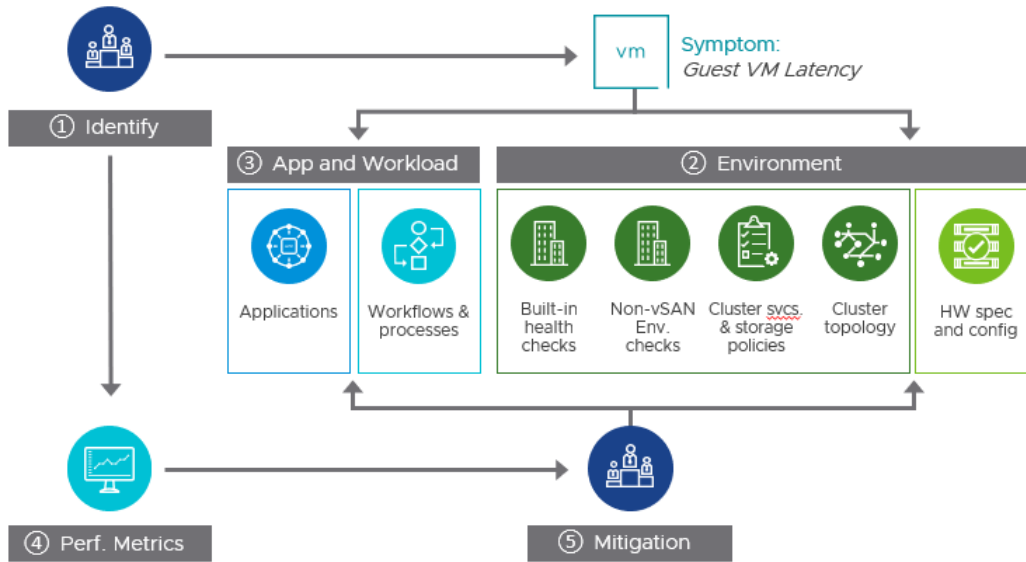 vm
Symptom:
Guest VM Latency
① Identify
③ App and Workload
② Environment
Applications
Workflows &
processes
Built-in
health
checks
Non-vSAN
Env.
checks
Cluster svcs.
& storage
policies
Cluster
topology
HW spec
and config
④ Perf. Metrics
⑤ Mitigation